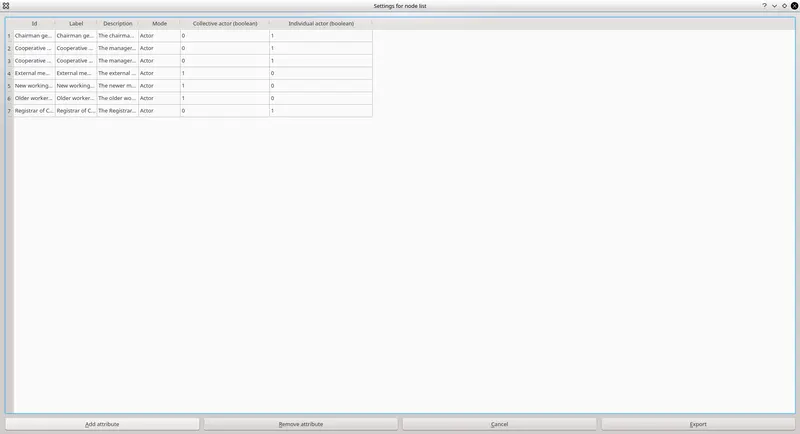 Settings for node list
Id Label Description Mode Collective actor (boolean) Individual actor (boolean)
1 Chairman ge... Chairman ge... The chairma... Actor 0 1
2 Cooperative ... Cooperative ... The manager... Actor 0 1
3 Cooperative ... Cooperative ... The manager... Actor 0 1
4 External me... External me... The external ... Actor 1 0
5 New working... New working... The newer m... Actor 1 0
6 Older worker... Older worker... The older wo... Actor 1 0
7 Registrar of C... Registrar of C... The Registrar... Actor 0 1
Add attribute Remove attribute Cancel Export